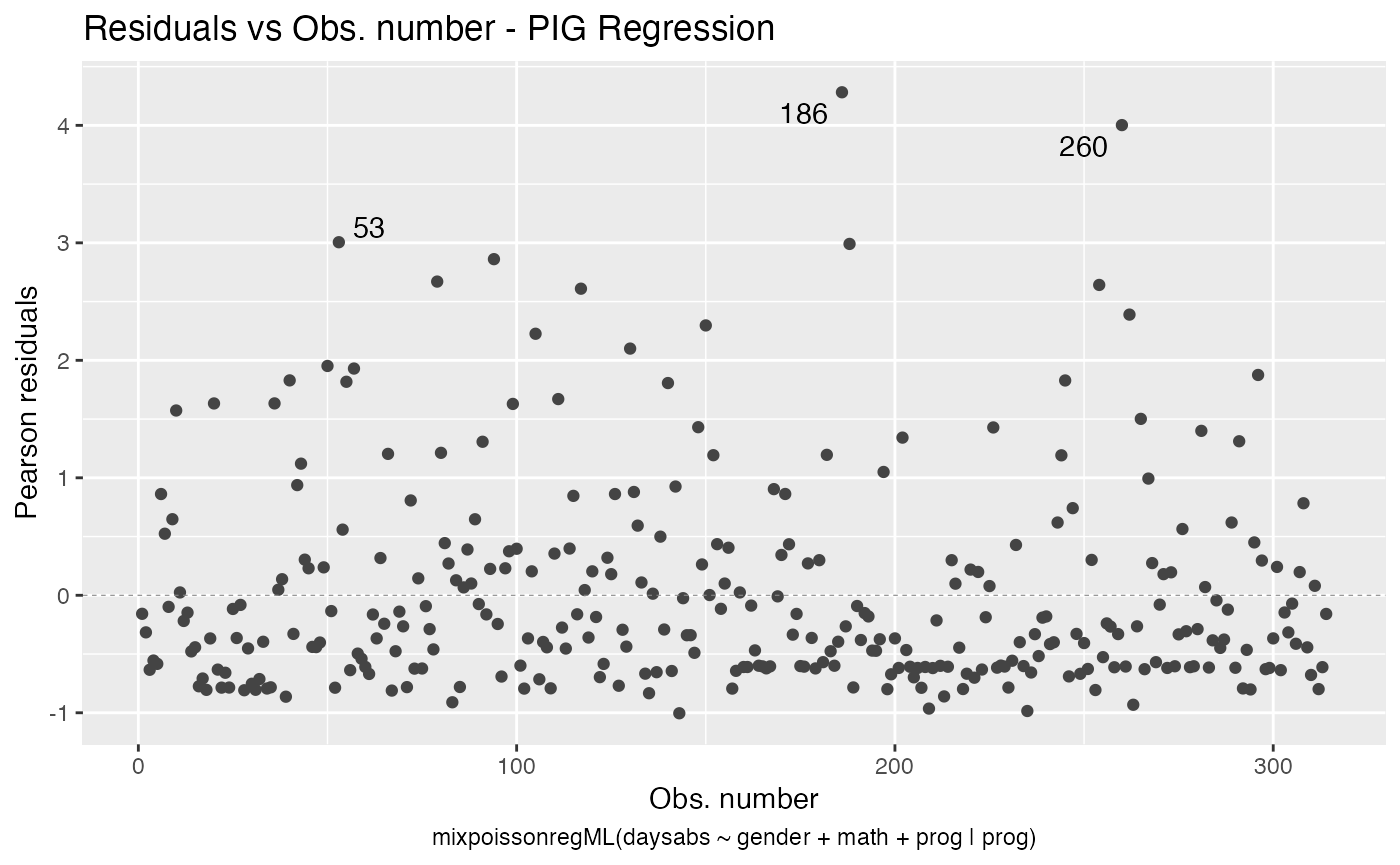 Residuals vs Obs. number - PIG Regression
186
260
53
4
3
2
1
0
-1
Pearson residuals
0 100 200 300
Obs. number
mixpoissonregML(daysabs ~ gender + math + prog | prog)